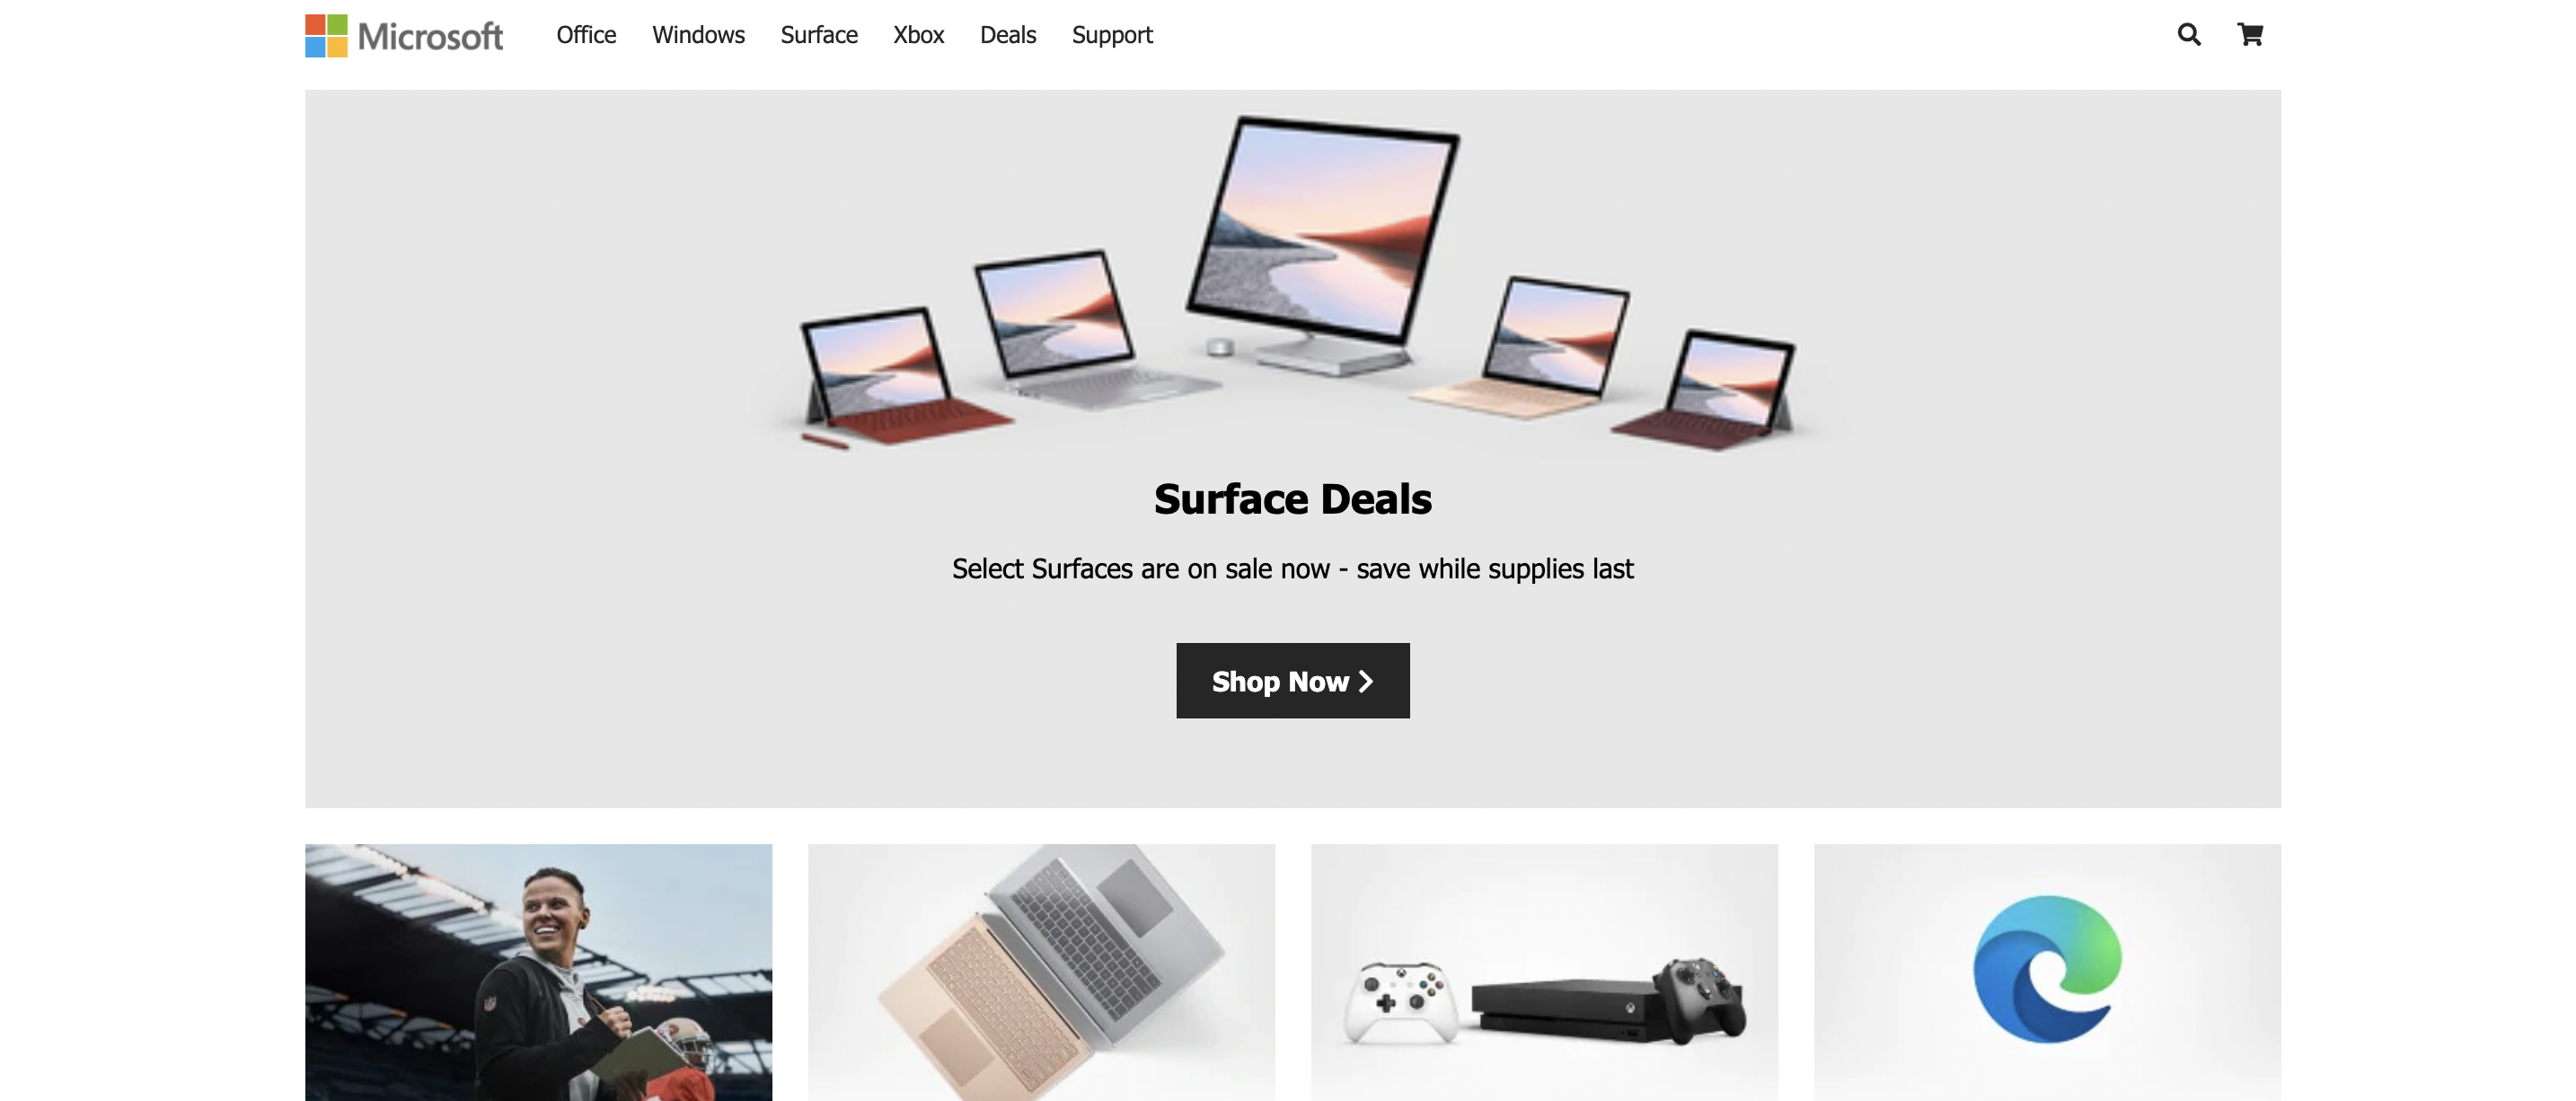 Microsoft
Office Windows Surface Xbox Deals Support
Surface Deals
Select Surfaces are on sale now - save while supplies last
Shop Now